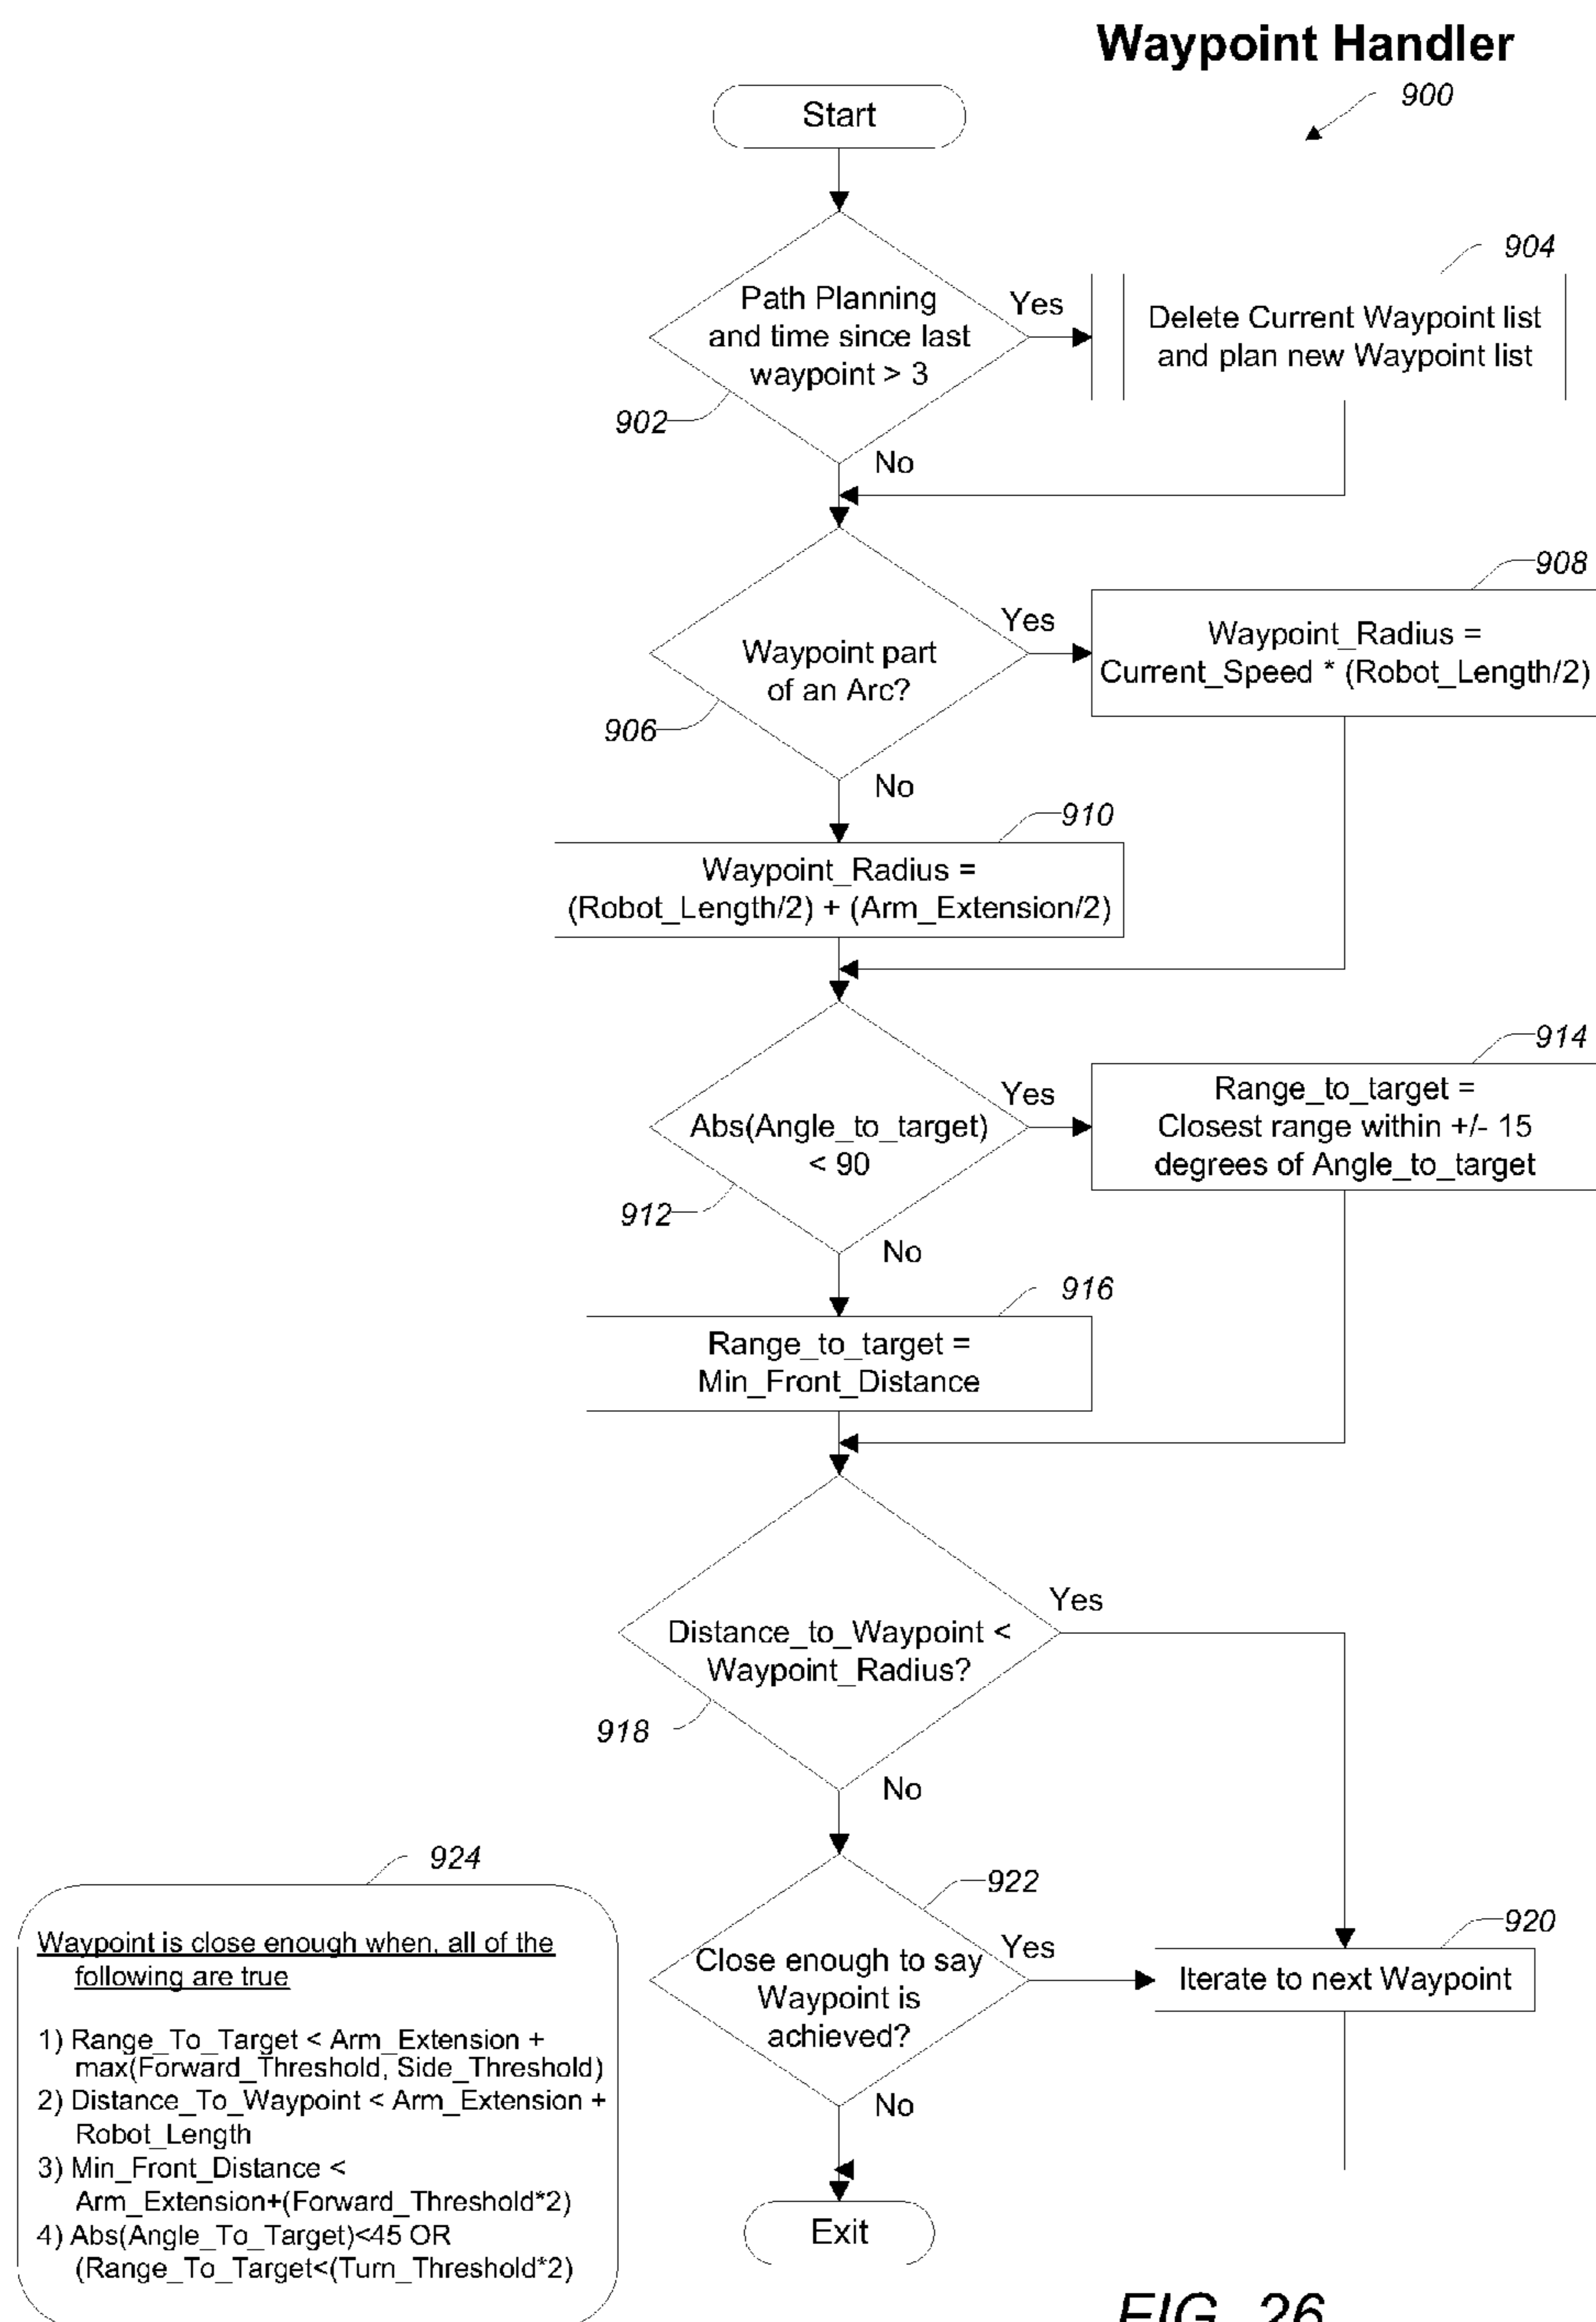 Waypoint Handler
900
Start
904
Path Planning
and time since last
waypoint > 3
Yes
Delete Current Waypoint list
and plan new Waypoint list
902
No
908
Waypoint part
of an Arc?
Yes
Waypoint_Radius =
Current_Speed * (Robot_Length/2)
906
No
910
Waypoint_Radius =
(Robot_Length/2) + (Arm_Extension/2)
914
Abs(Angle_to_target)
< 90
Yes
Range_to_target =
Closest range within +/- 15
degrees of Angle_to_target
912
No
916
Range_to_target =
Min_Front_Distance
Yes
Distance_to_Waypoint <
Waypoint_Radius?
918
No
922
Close enough to say
Waypoint is
achieved?
Yes
920
Iterate to next Waypoint
No
Exit
924
Waypoint is close enough when, all of the
following are true
1) Range_To_Target < Arm_Extension +
max(Forward_Threshold, Side_Threshold)
2) Distance_To_Waypoint < Arm_Extension +
Robot_Length
3) Min_Front_Distance <
Arm_Extension+(Forward_Threshold*2)
4) Abs(Angle_To_Target)<45 OR
(Range_To_Target<(Turn_Threshold*2)
FIG. 26